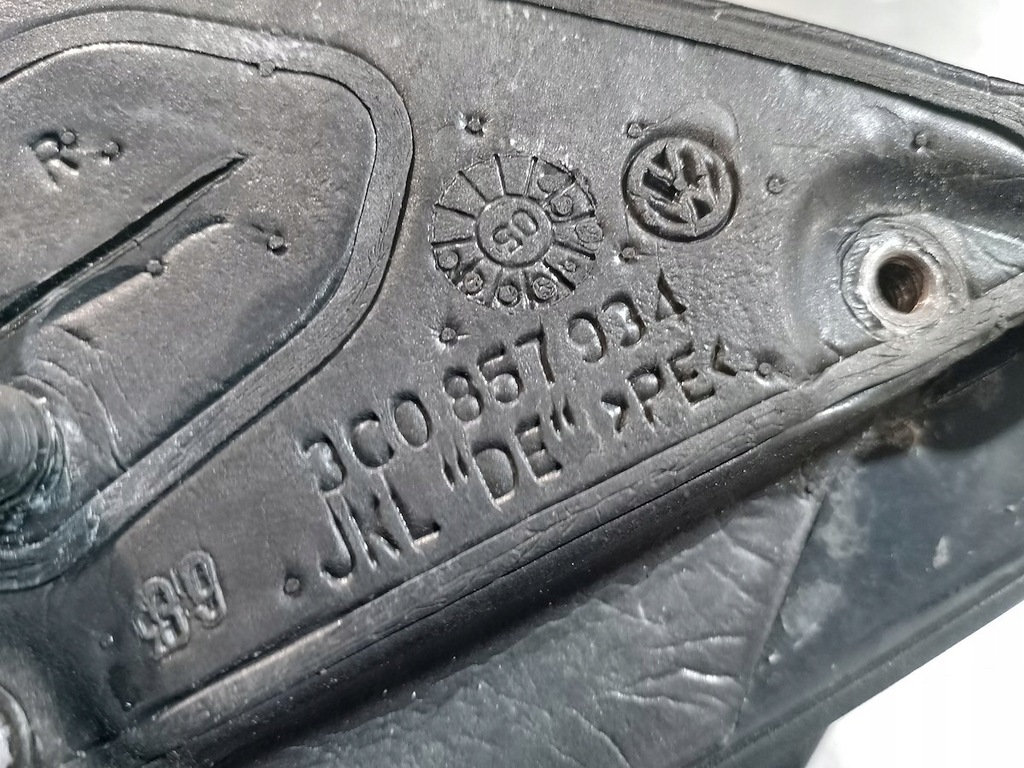 R.
05
3C0 857 934
JKL "DE" >PE<